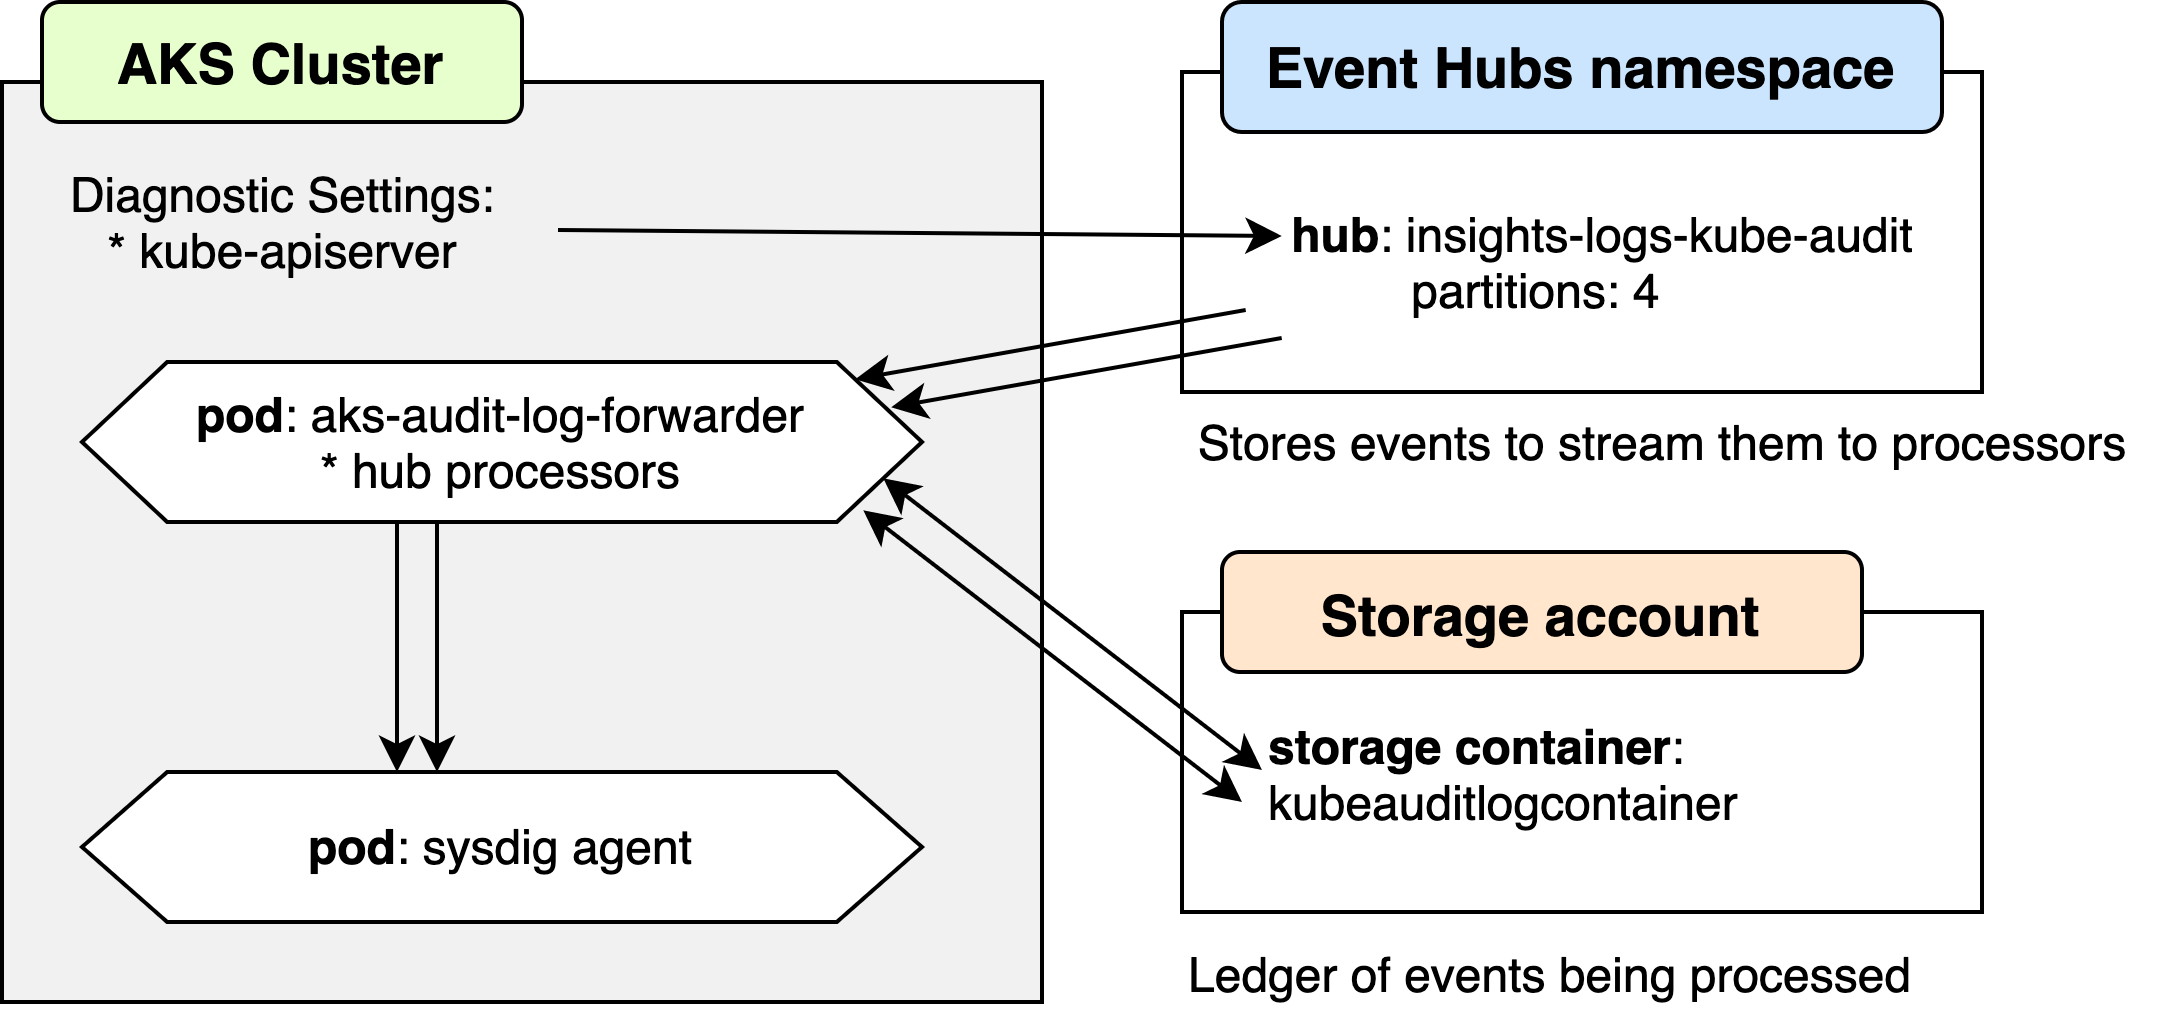 AKS Cluster
Diagnostic Settings:
* kube-apiserver
pod: aks-audit-log-forwarder
* hub processors
pod: sysdig agent
Event Hubs namespace
hub: insights-logs-kube-audit
partitions: 4
Stores events to stream them to processors
Storage account
storage container:
kubeauditlogcontainer
Ledger of events being processed